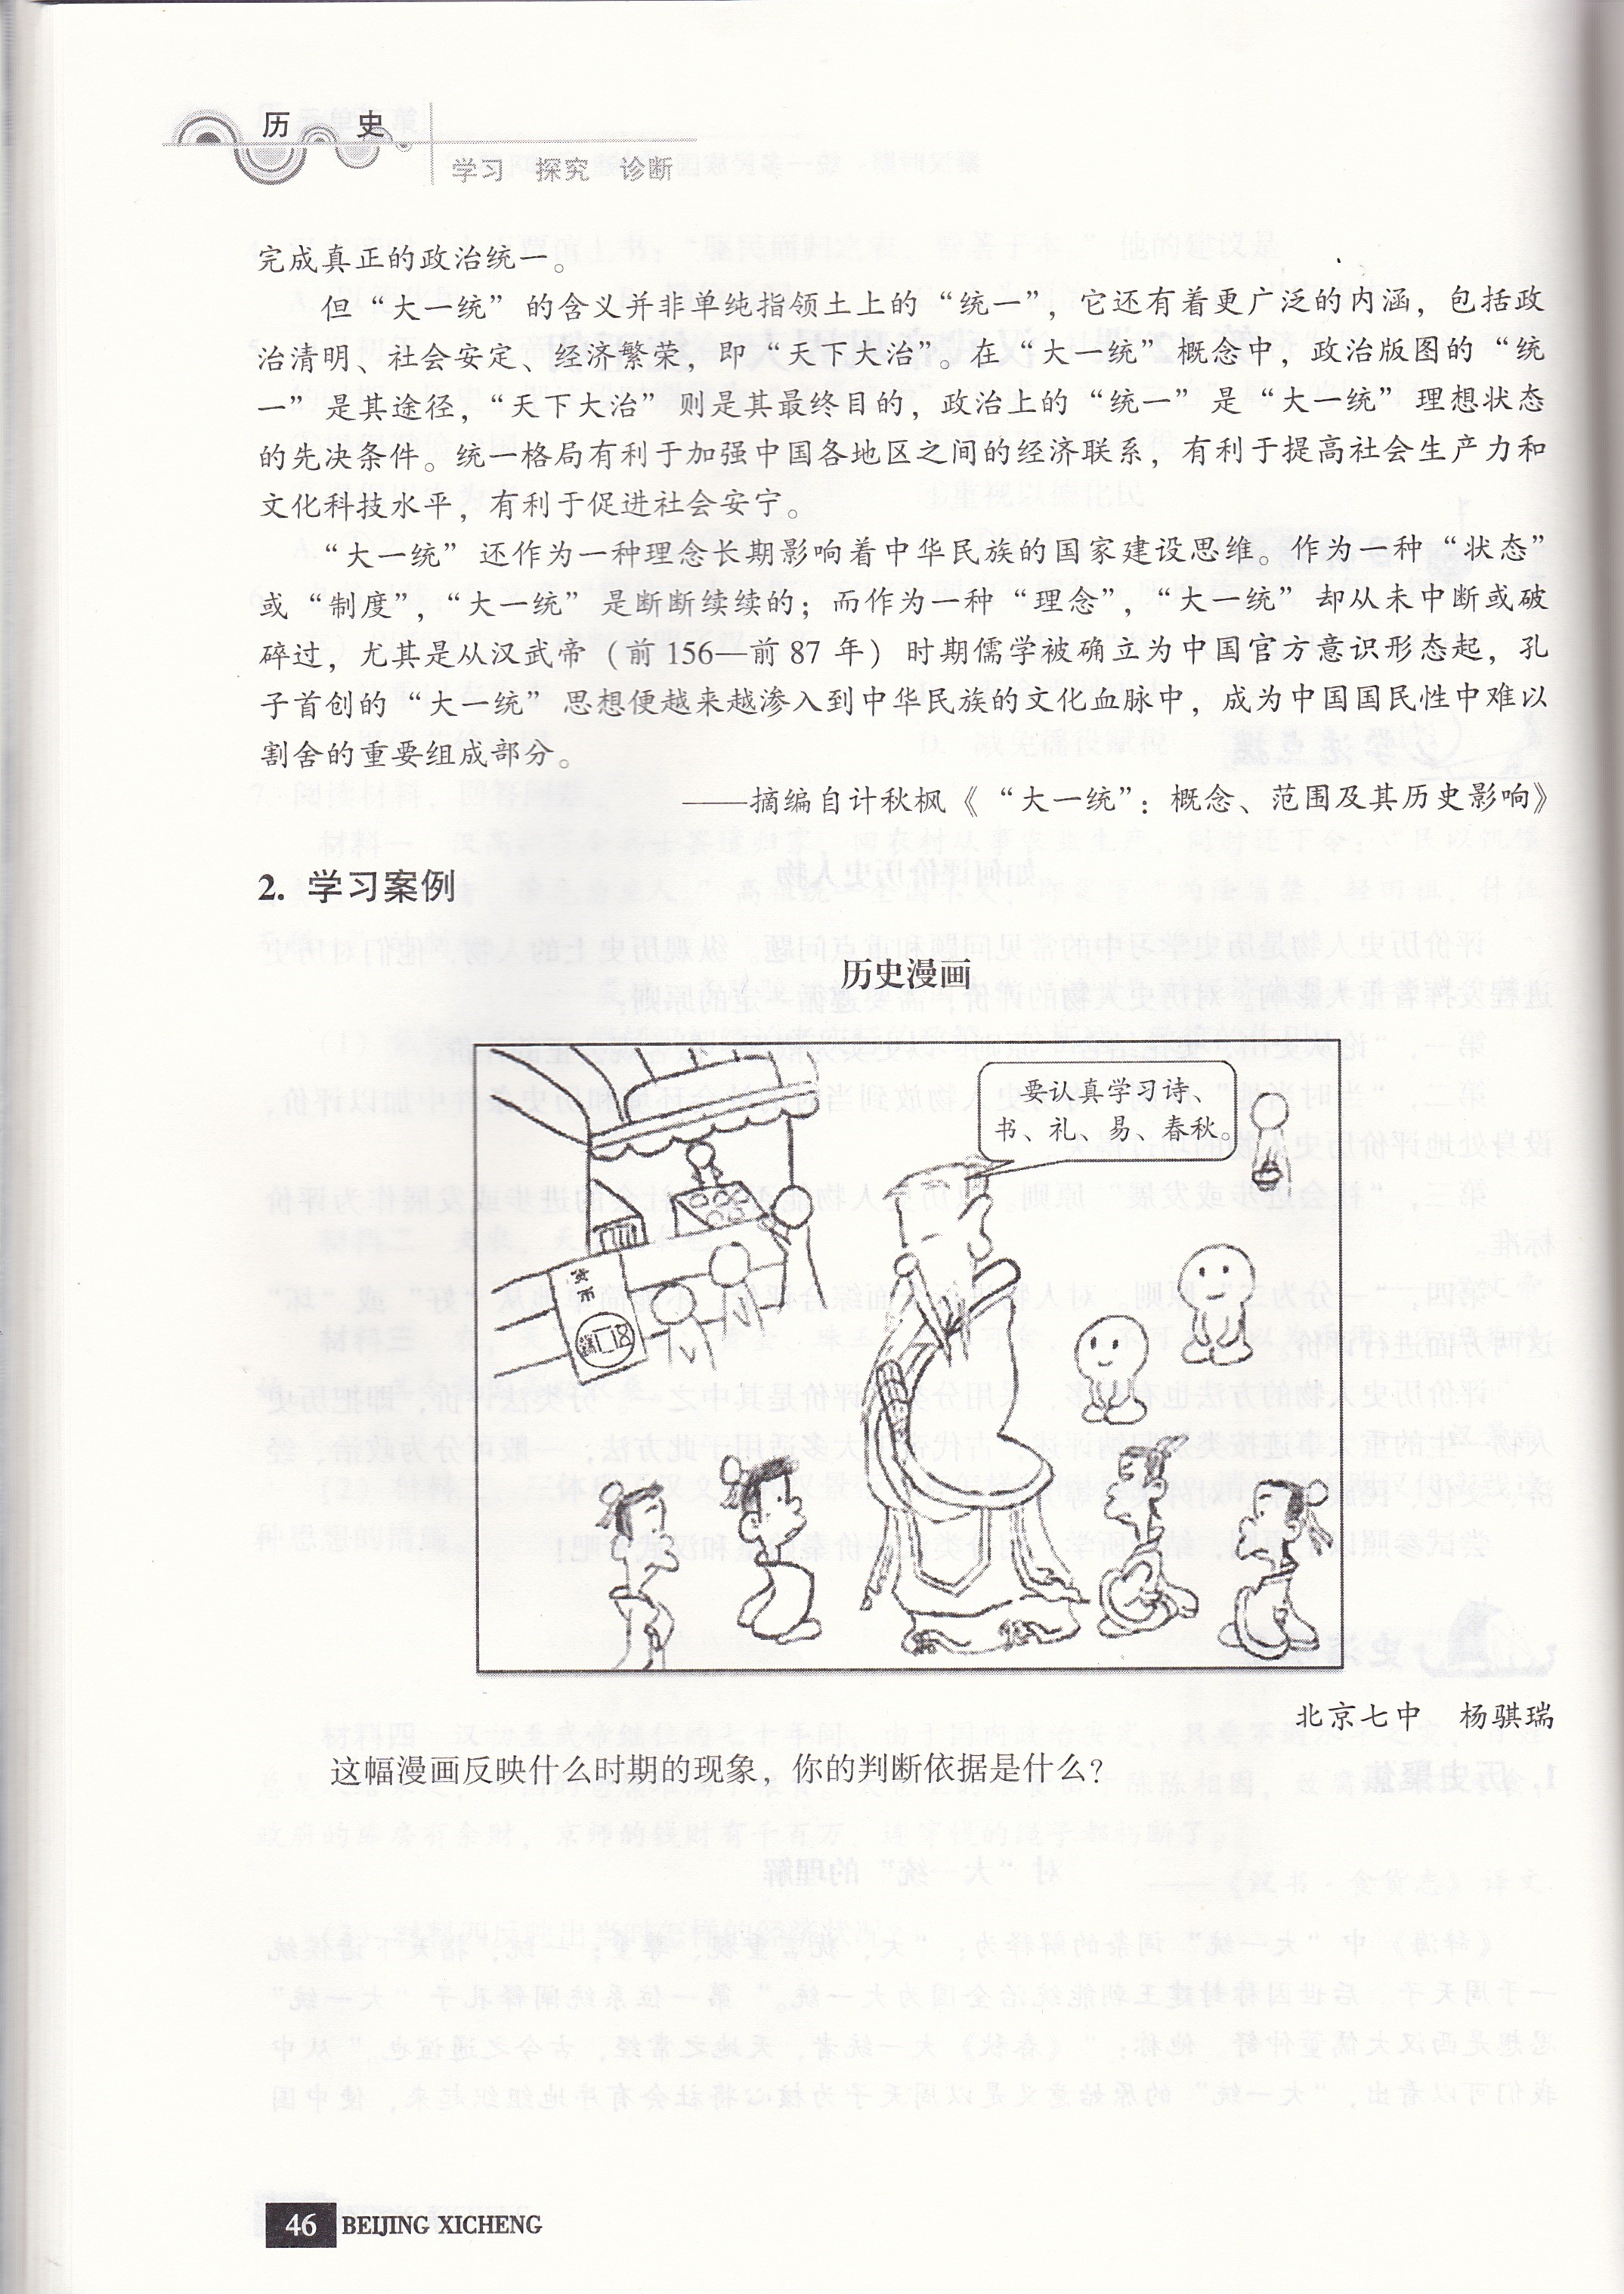 历 史
学习 探究 诊断
完成真正的政治统一。
但“大一统”的含义并非单纯指领土上的“统一”，它还有着更广泛的内涵，包括政
治清明、社会安定、经济繁荣，即“天下大治”。在“大一统”概念中，政治版图的“统
一”是其途径，“天下大治”则是其最终目的，政治上的“统一”是“大一统”理想状态
的先决条件。统一格局有利于加强中国各地区之间的经济联系，有利于提高社会生产力和
文化科技水平，有利于促进社会安宁。
“大一统”还作为一种理念长期影响着中华民族的国家建设思维。作为一种“状态”
或“制度”，“大一统”是断断续续的；而作为一种“理念”，“大一统”却从未中断或破
碎过，尤其是从汉武帝（前156—前87年）时期儒学被确立为中国官方意识形态起，孔
子首创的“大一统”思想便越来越渗入到中华民族的文化血脉中，成为中国国民性中难以
割舍的重要组成部分。
——摘编自计秋枫《“大一统”：概念、范围及其历史影响》
2. 学习案例
历史漫画
要认真学习诗、
书、礼、易、春秋。
货币
北京七中 杨骐瑞
这幅漫画反映什么时期的现象，你的判断依据是什么？
46 BEIJING XICHENG